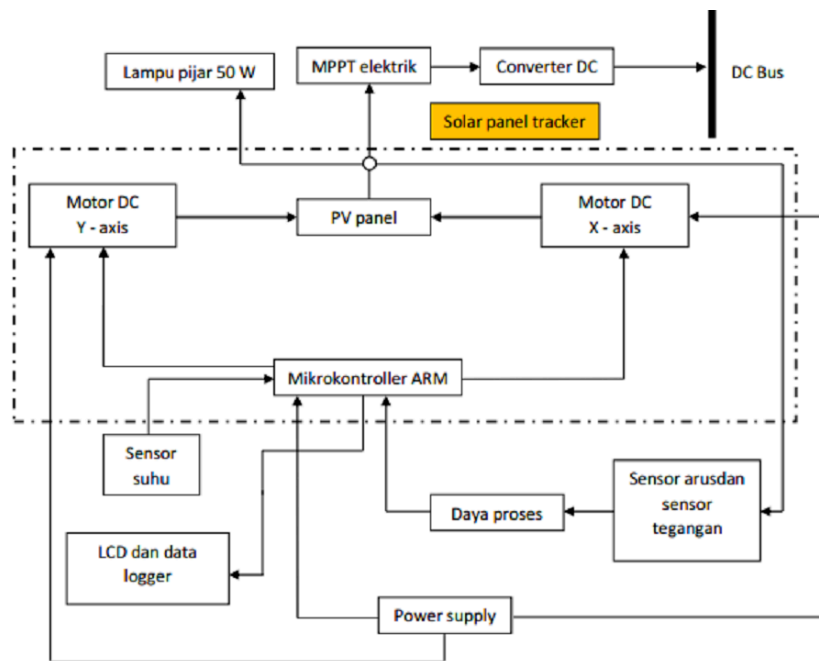 Lampu pijar 50 W
MPPT elektrik
Converter DC
DC Bus
Solar panel tracker
Motor DC
Y - axis
PV panel
Motor DC
X - axis
Mikrokontroller ARM
Sensor
suhu
Daya proses
Sensor arusdan
sensor
tegangan
LCD dan data
logger
Power supply